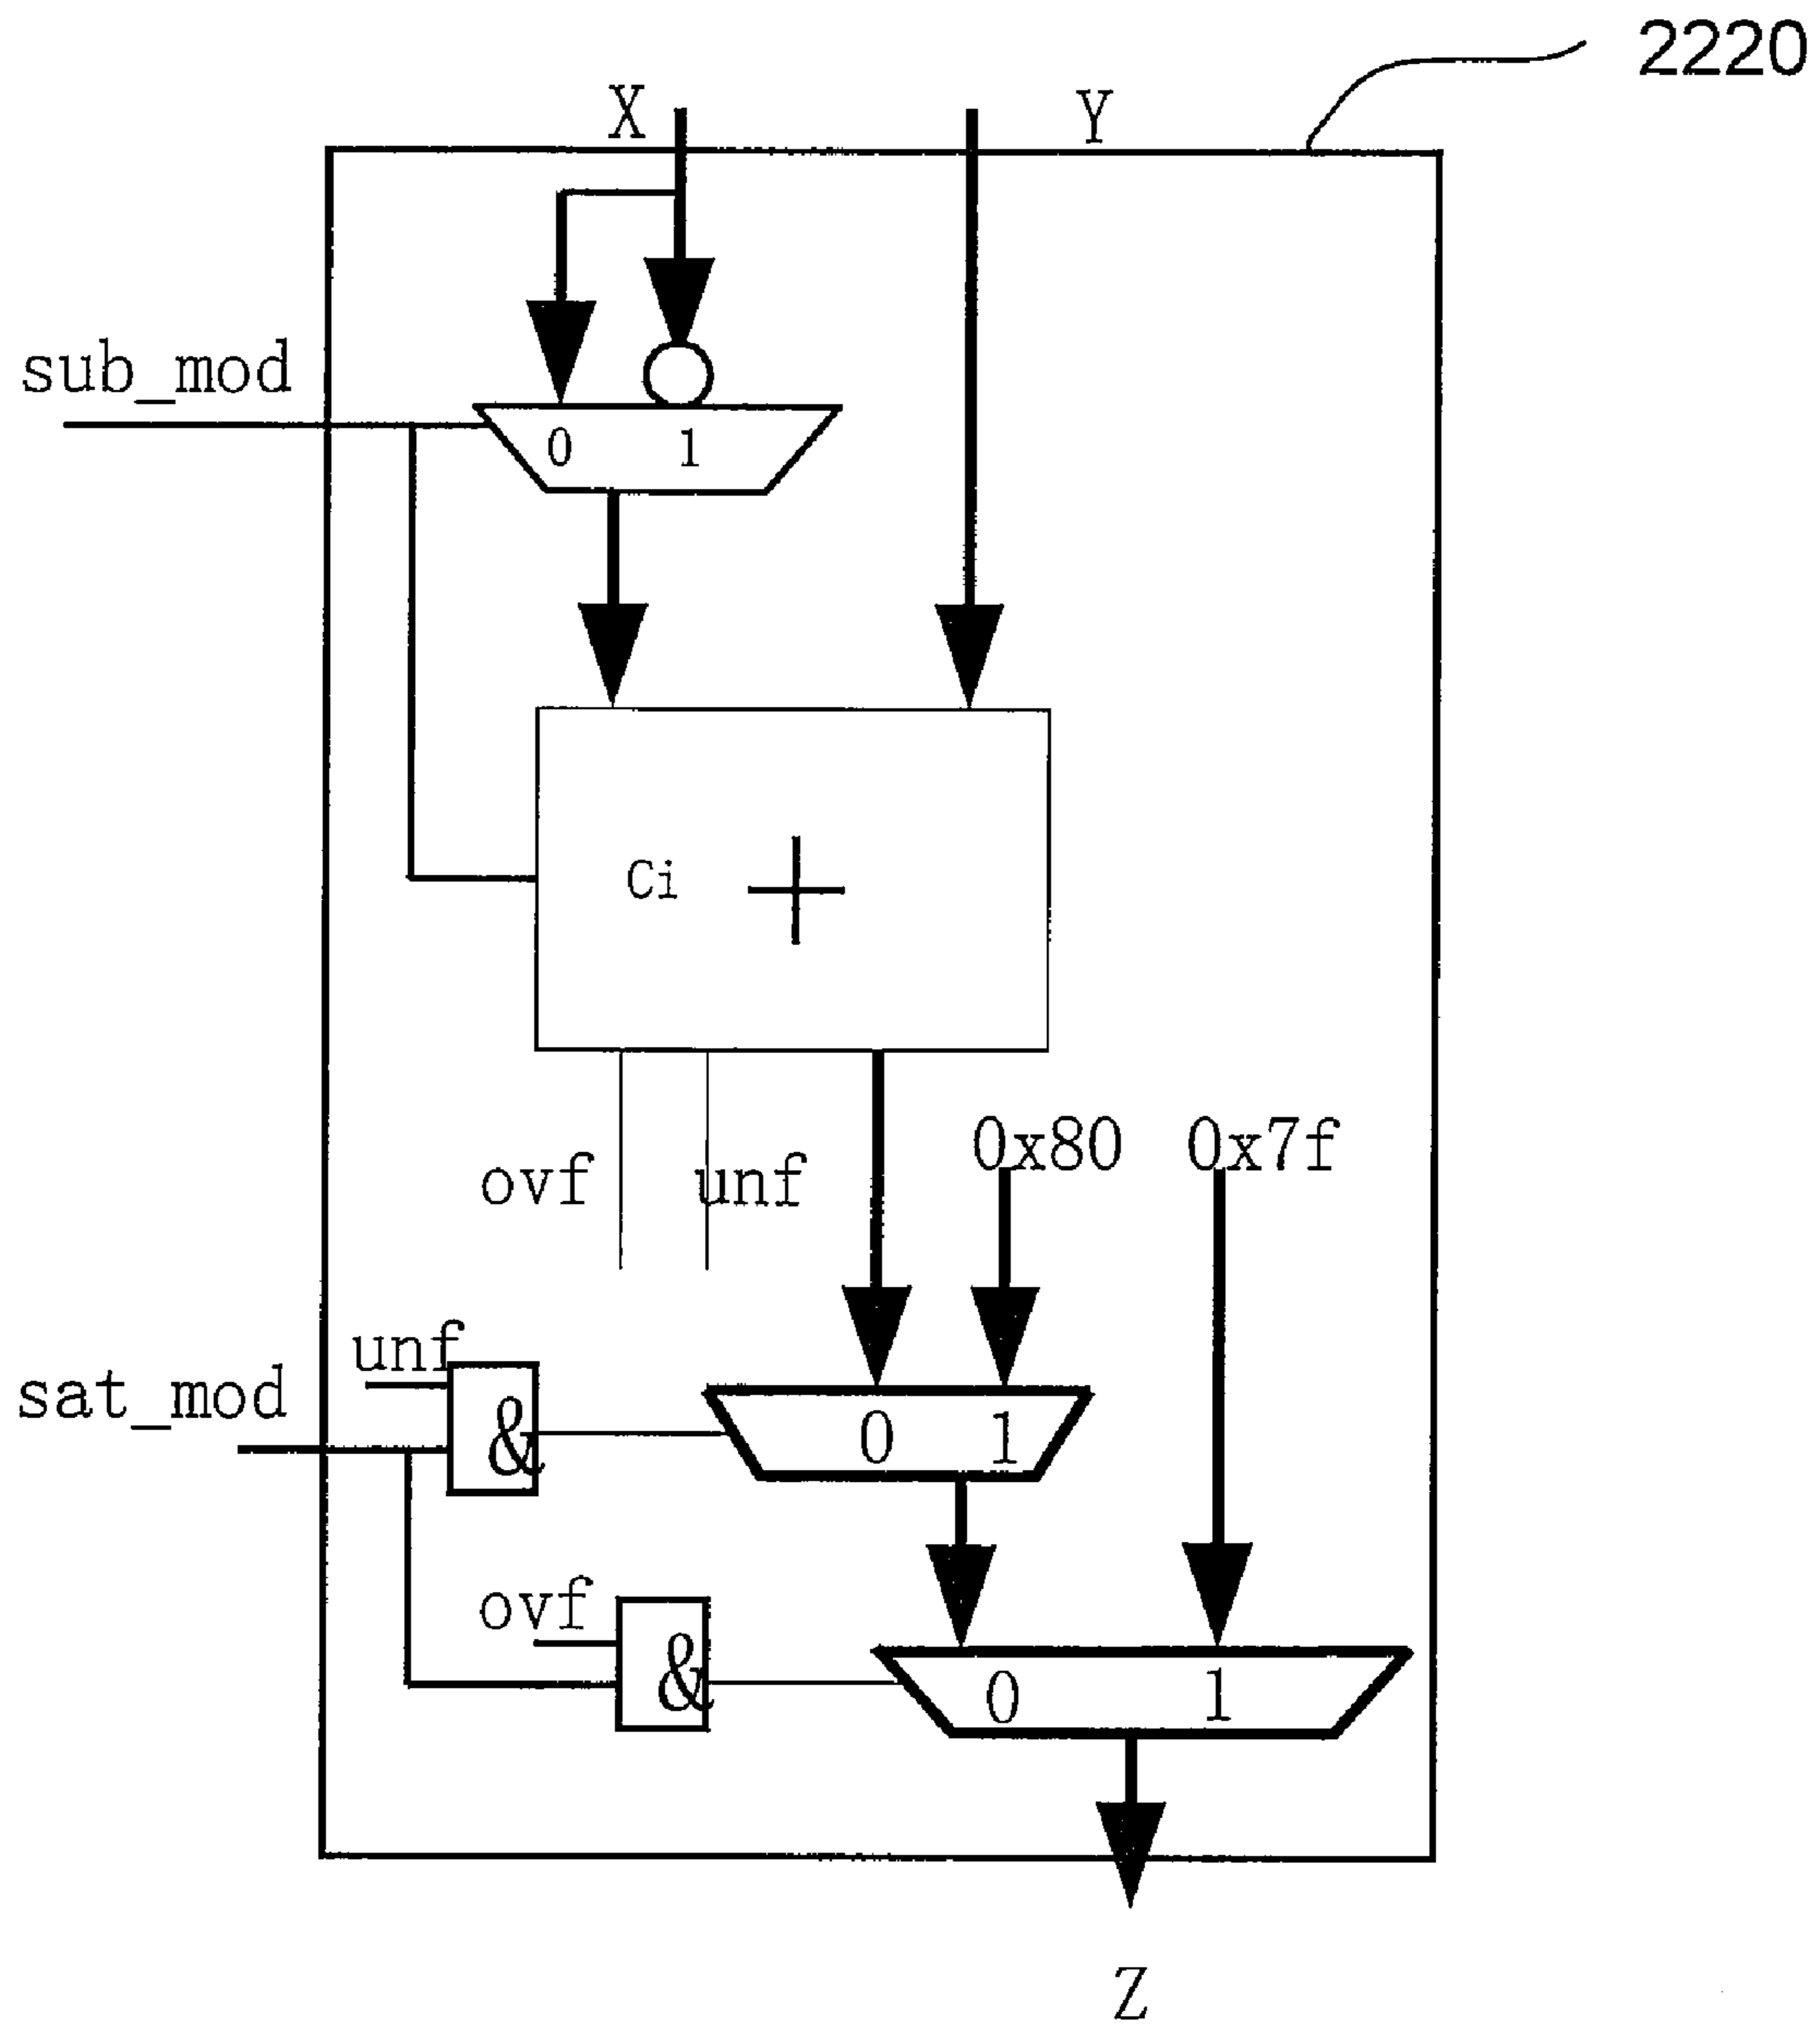 2220
X
Y
sub_mod
0 1
Ci +
0x80 0x7f
ovf unf
unf
sat_mod
&
0 1
ovf
&
0 1
Z